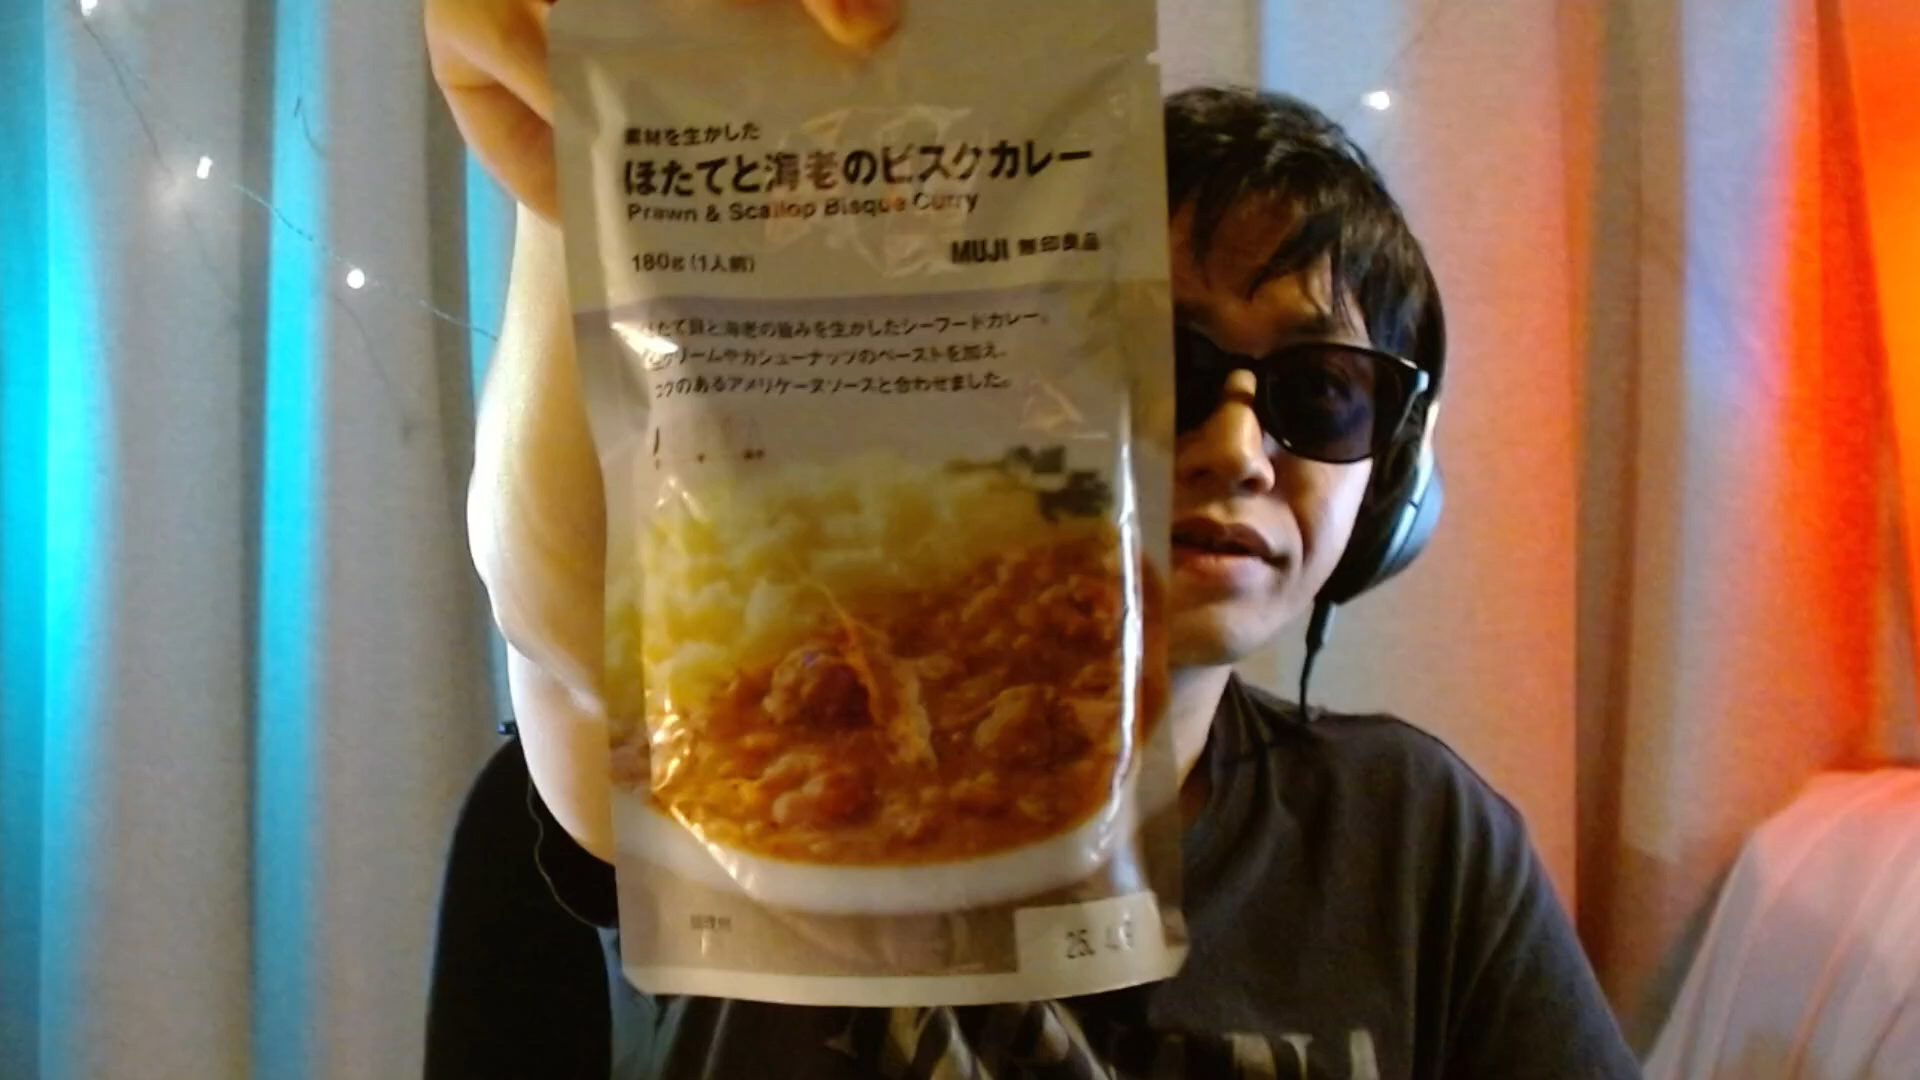 素材を生かした
ほたてと海老のビスクカレー
Prawn & Scallop Bisque Curry
180g(1人前)
MUJI 無印良品
ほたて貝と海老の旨みを生かしたシーフードカレー。
生クリームやカシューナッツのペーストを加え、
コクのあるアメリケーヌソースと合わせました。